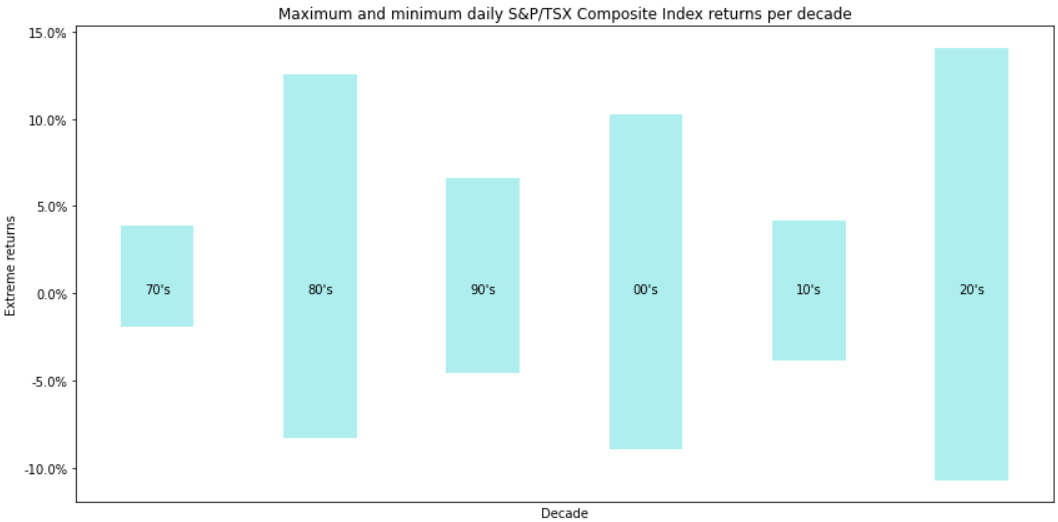 Maximum and minimum daily S&P/TSX Composite Index returns per decade
15.0%
10.0%
5.0%
0.0%
-5.0%
-10.0%
Extreme returns
70's
80's
90's
00's
10's
20's
Decade